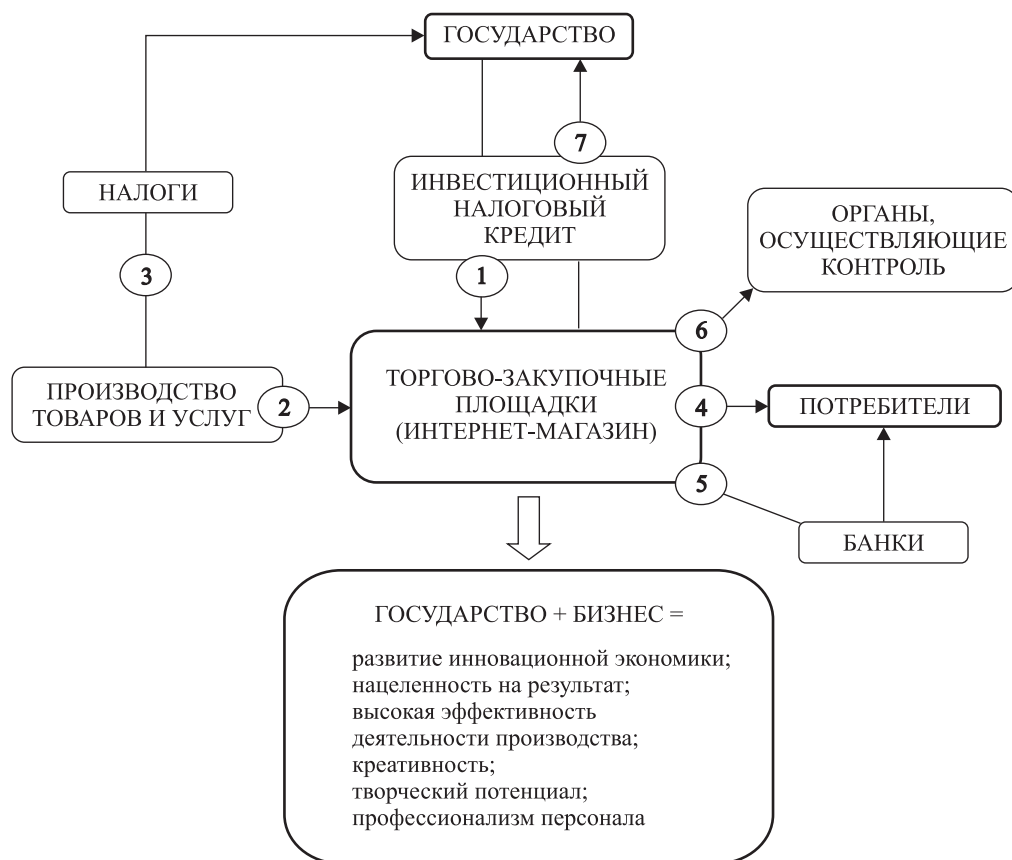 ГОСУДАРСТВО
7
НАЛОГИ
ИНВЕСТИЦИОННЫЙ
НАЛОГОВЫЙ
КРЕДИТ
ОРГАНЫ,
ОСУЩЕСТВЛЯЮЩИЕ
КОНТРОЛЬ
3
1
6
ПРОИЗВОДСТВО
ТОВАРОВ И УСЛУГ
2
ТОРГОВО-ЗАКУПОЧНЫЕ
ПЛОЩАДКИ
(ИНТЕРНЕТ-МАГАЗИН)
4
ПОТРЕБИТЕЛИ
5
БАНКИ
ГОСУДАРСТВО + БИЗНЕС =
развитие инновационной экономики;
нацеленность на результат;
высокая эффективность
деятельности производства;
креативность;
творческий потенциал;
профессионализм персонала